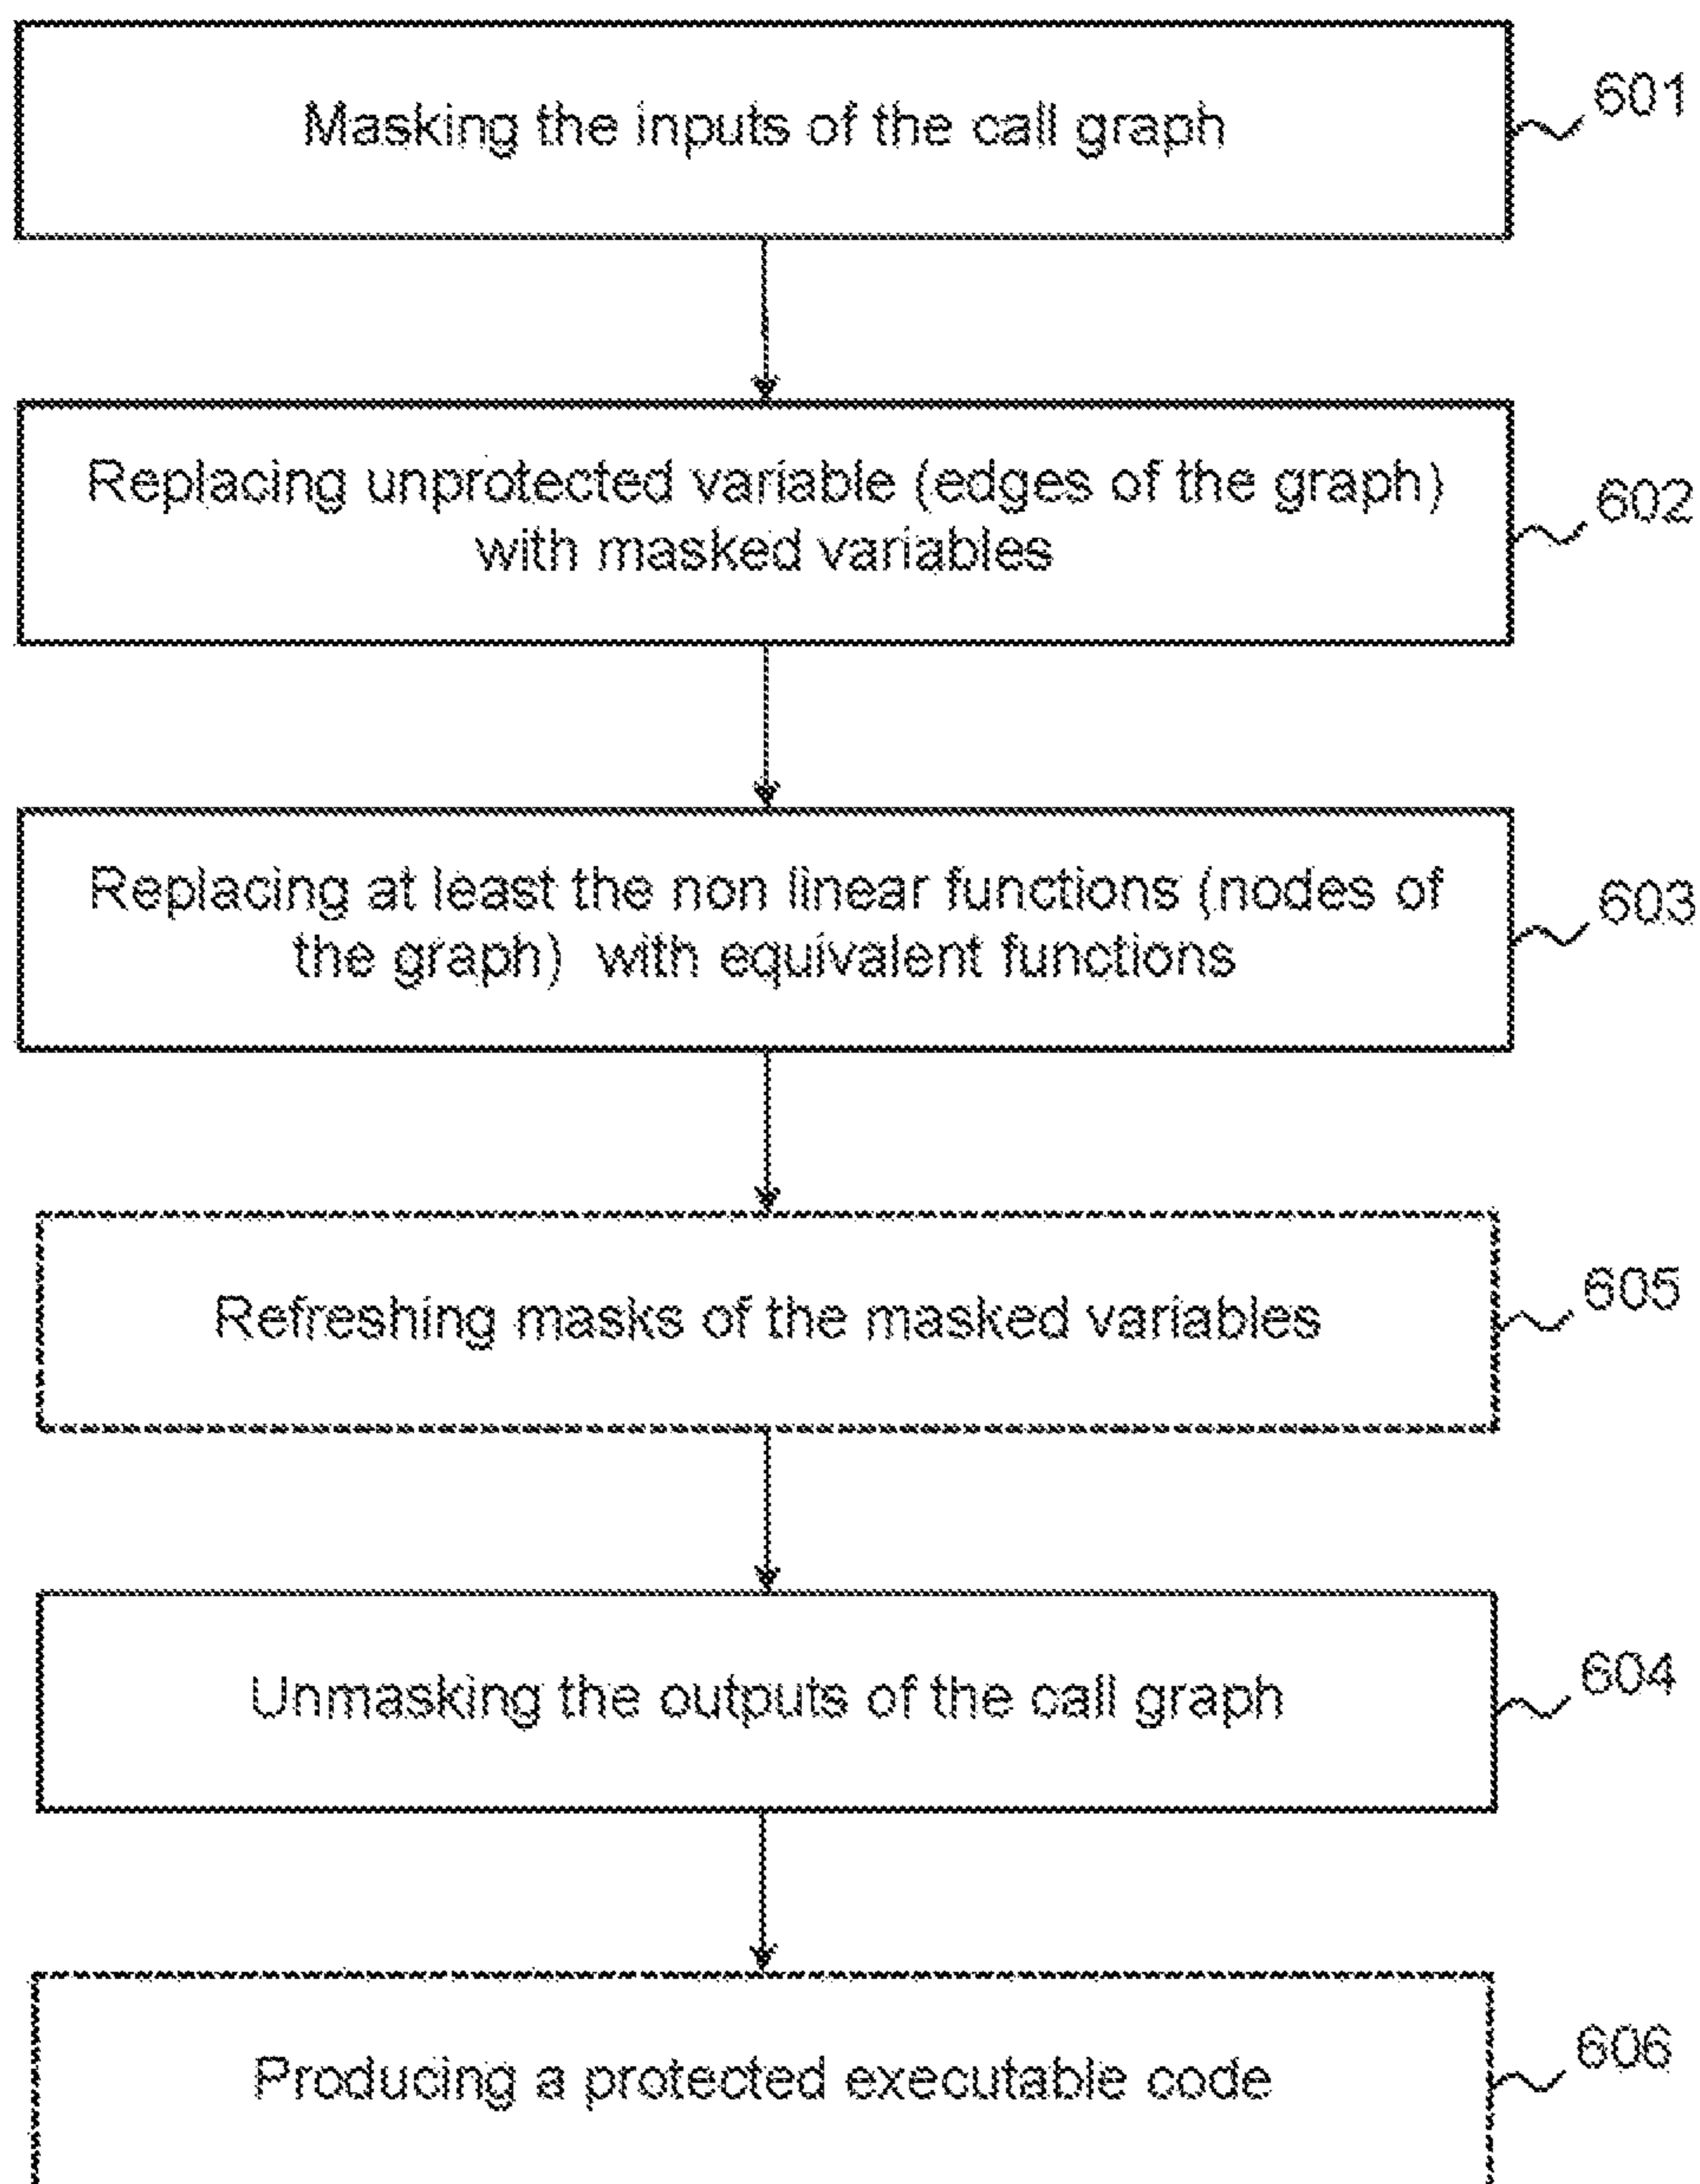 Masking the inputs of the call graph
601
Replacing unprotected variable (edges of the graph)
with masked variables
602
Replacing at least the non linear functions (nodes of
the graph) with equivalent functions
603
Refreshing masks of the masked variables
605
Unmasking the outputs of the call graph
604
Producing a protected executable code
606